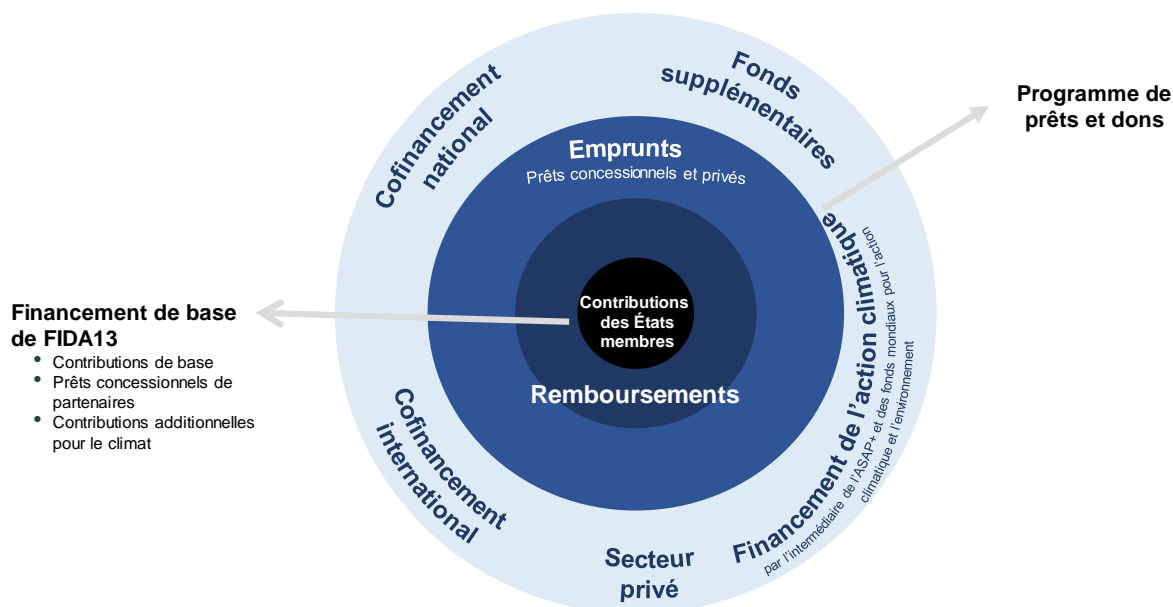 Cofinancement
national
Fonds
supplémentaires
Programme de
prêts et dons
Emprunts
Prêts concessionnels et privés
Contributions
des États
membres
Remboursements
Financement de base
de FIDA13
• Contributions de base
• Prêts concessionnels de
partenaires
• Contributions additionnelles
pour le climat
Cofinancement
international
Secteur
privé
Financement de l'action climatique
par l'intermédiaire de l'ASAP+ et des fonds mondiaux pour l'action
climatique et l'environnement